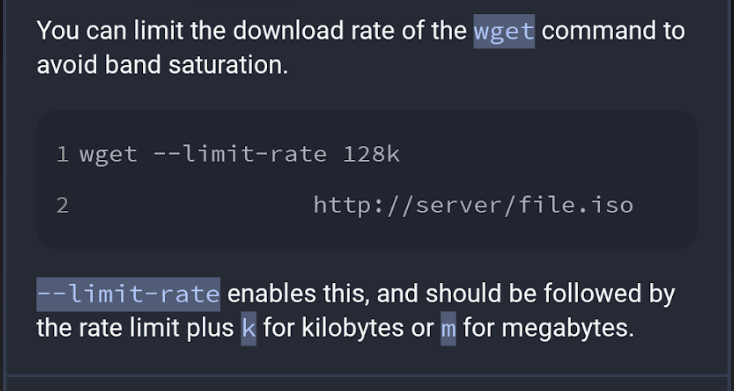 You can limit the download rate of the wget command to
avoid band saturation.
1 wget --limit-rate 128k
2 http://server/file.iso
--limit-rate enables this, and should be followed by
the rate limit plus k for kilobytes or m for megabytes.